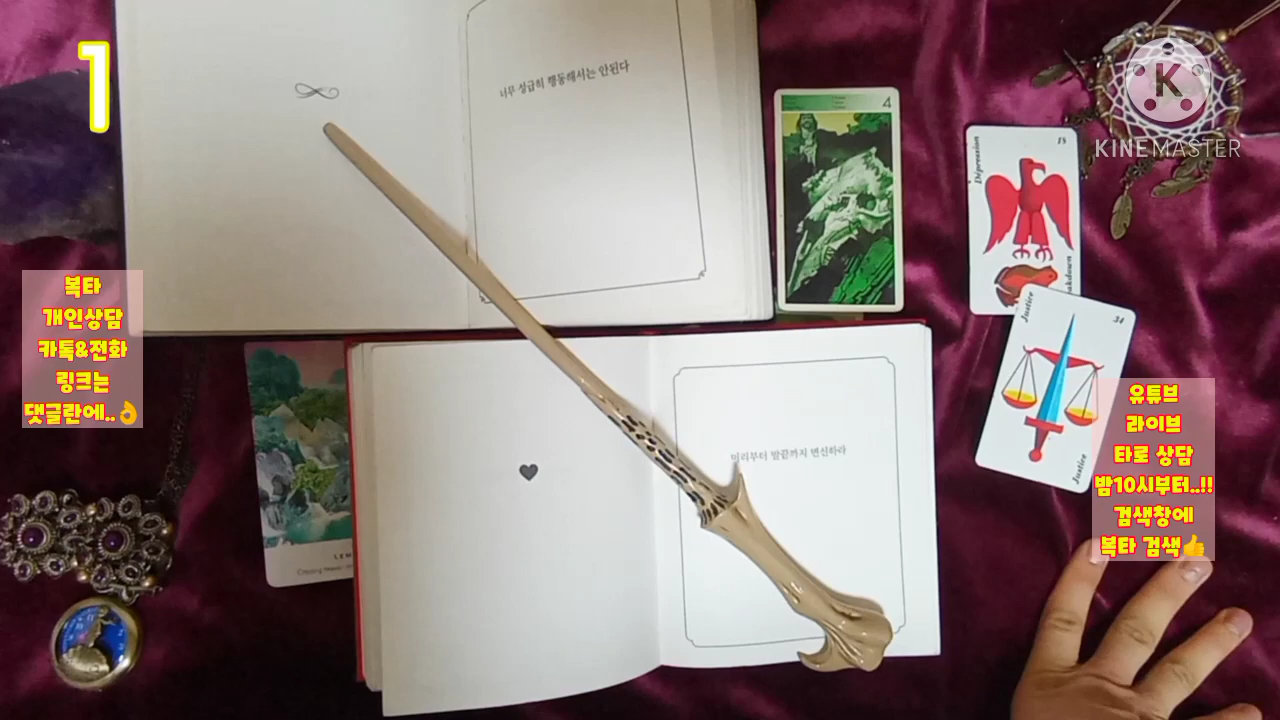 1
너무 성급히 행동해서는 안된다
4
KINEMASTER
K
15
Dépression
복타
개인상담
카톡&전화
링크는
댓글란에..👌
34
Justice
Justice
머리부터 발끝까지 변신하라
유튜브
라이브
타로 상담
밤10시부터..!!
검색창에
복타 검색👍